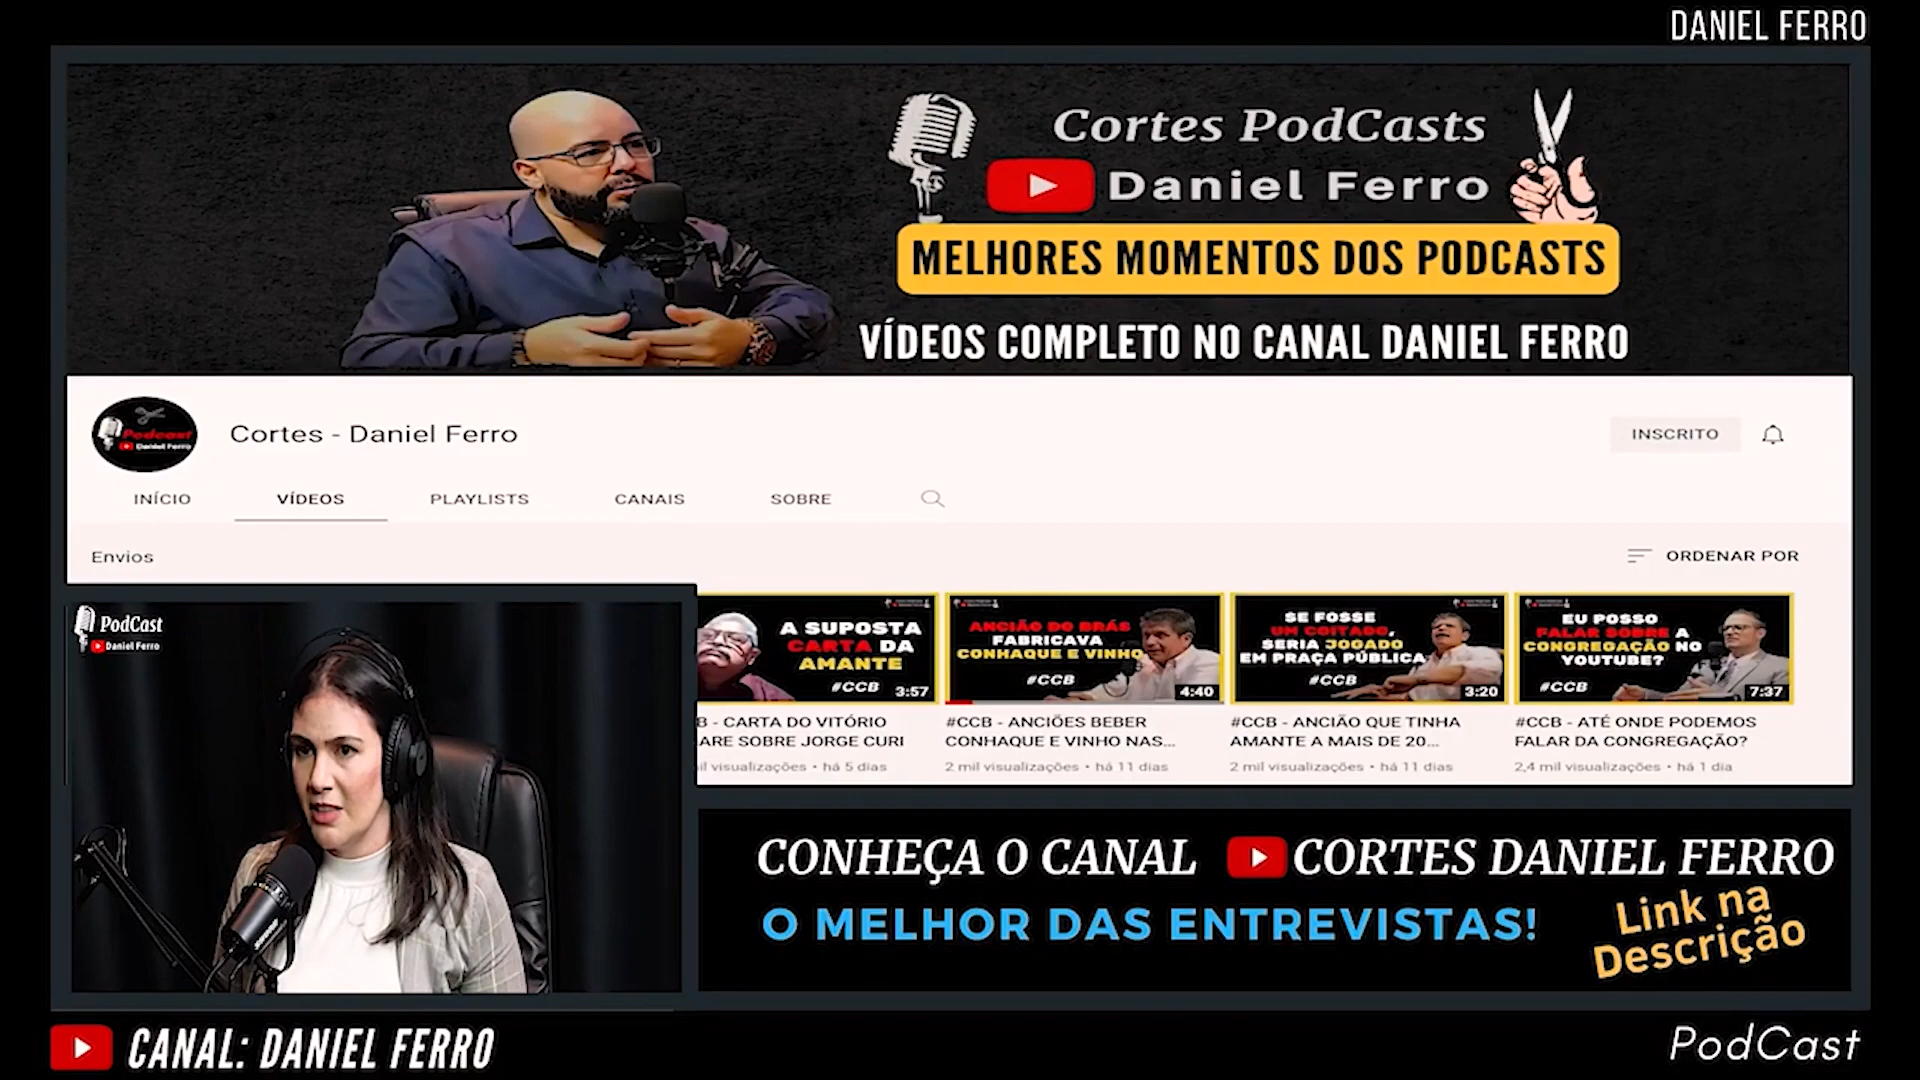 DANIEL FERRO
Cortes PodCasts
Daniel Ferro
MELHORES MOMENTOS DOS PODCASTS
VÍDEOS COMPLETO NO CANAL DANIEL FERRO
Podcast
Daniel Ferro
Cortes - Daniel Ferro
INSCRITO
INÍCIO VÍDEOS PLAYLISTS CANAIS SOBRE
Envios
ORDENAR POR
A SUPOSTA
CARTA DA
AMANTE
#CCB 3:57
B - CARTA DO VITÓRIO
ARE SOBRE JORGE CURI
il visualizações • há 5 dias
ANCIÃO DO BRÁS
FABRICAVA
CONHAQUE E VINHO
#CCB
4:40
#CCB - ANCIÕES BEBER
CONHAQUE E VINHO NAS...
2 mil visualizações • há 11 dias
SE FOSSE
UM COITADO,
SERIA JOGADO
EM PRAÇA PÚBLICA
#CCB
3:20
#CCB - ANCIÃO QUE TINHA
AMANTE A MAIS DE 20...
2 mil visualizações • há 11 dias
EU POSSO
FALAR SOBRE A
CONGREGAÇÃO NO
YOUTUBE?
#CCB
7:37
#CCB - ATÉ ONDE PODEMOS
FALAR DA CONGREGAÇÃO?
2,4 mil visualizações • há 1 dia
PodCast
Daniel Ferro
CONHEÇA O CANAL CORTES DANIEL FERRO
O MELHOR DAS ENTREVISTAS!
Link na
Descrição
CANAL: DANIEL FERRO
PodCast